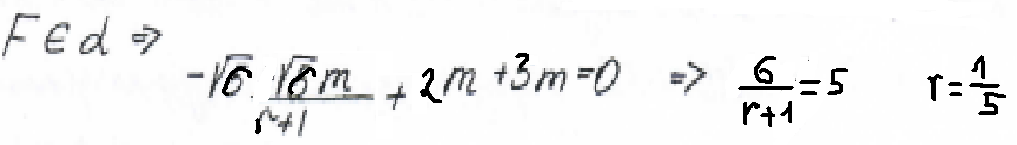 F ∈ d ⇒
-√6 · √6m/(r+1) + 2m + 3m = 0 ⇒ 6/(r+1) = 5 r = 1/5